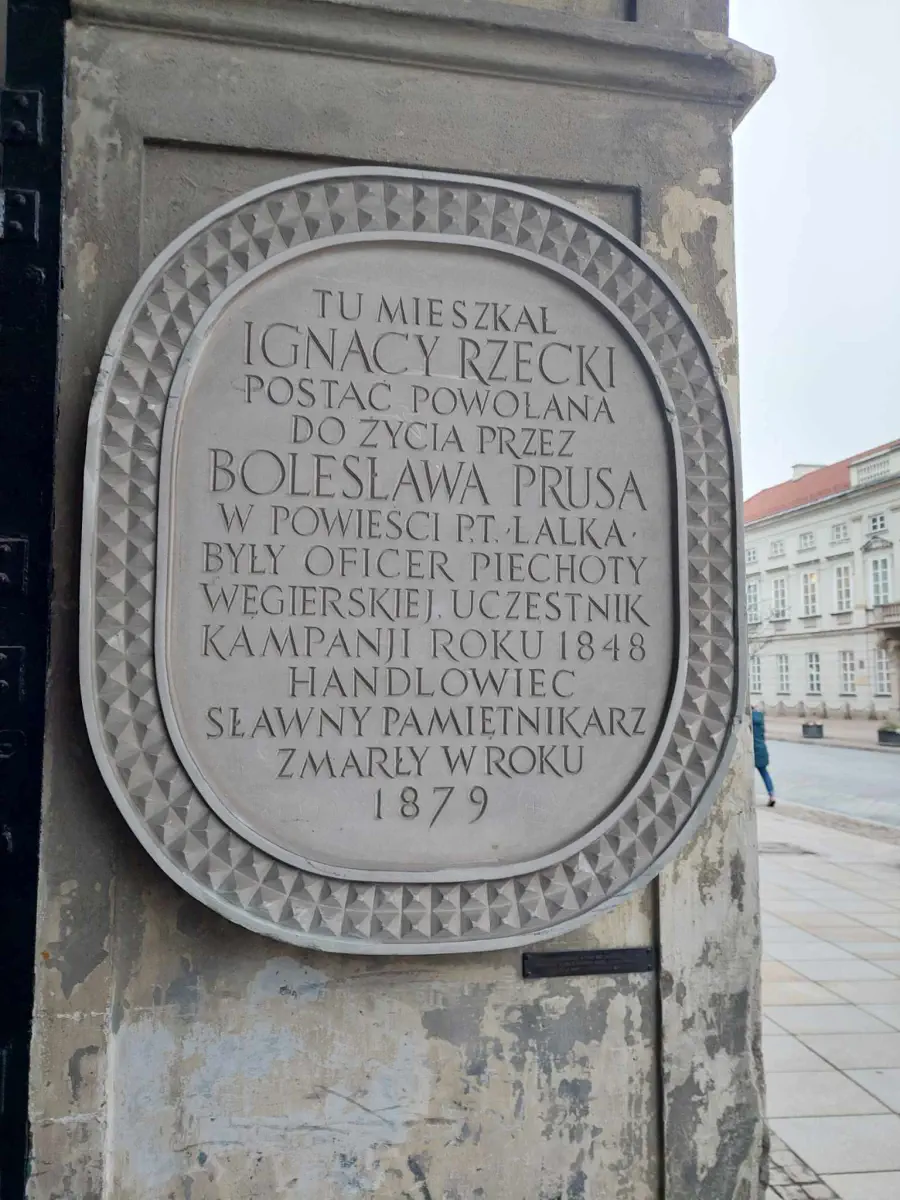 TU MIESZKAŁ
IGNACY RZECKI
POSTAĆ POWOŁANA
DO ŻYCIA PRZEZ
BOLESŁAWA PRUSA
W POWIEŚCI P.T. ·LALKA·
BYŁY OFICER PIECHOTY
WĘGIERSKIEJ. UCZESTNIK
KAMPANJI ROKU 1848
HANDLOWIEC
SŁAWNY PAMIĘTNIKARZ
ZMARŁY W ROKU
1879